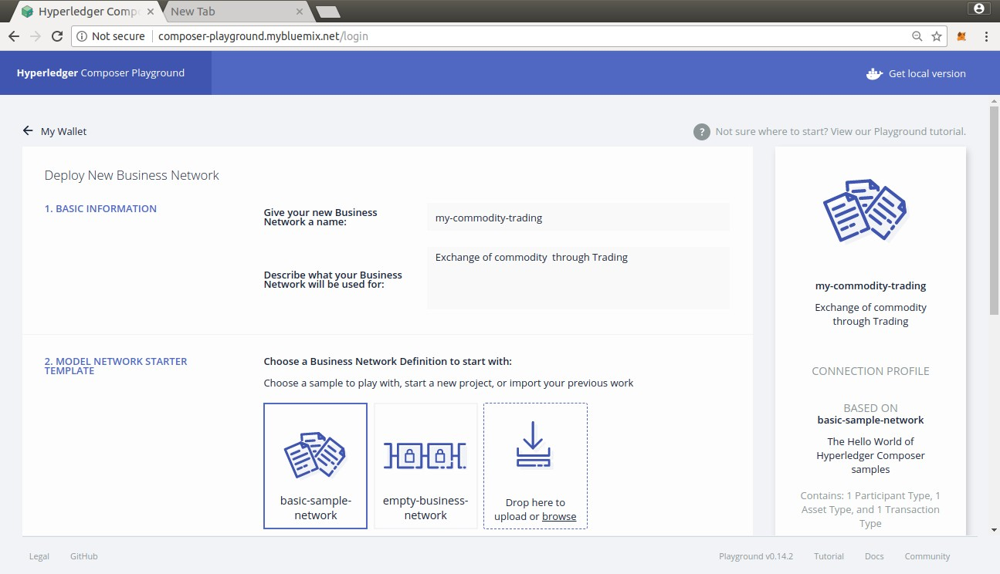 Hyperledger Compo
New Tab
Not secure
composer-playground.mybluemix.net/login
Hyperledger Composer Playground
Get local version
My Wallet
? Not sure where to start? View our Playground tutorial.
Deploy New Business Network
1. BASIC INFORMATION
Give your new Business
Network a name:
my-commodity-trading
Describe what your Business
Network will be used for:
Exchange of commodity  through Trading
2. MODEL NETWORK STARTER
TEMPLATE
Choose a Business Network Definition to start with:
Choose a sample to play with, start a new project, or import your previous work
basic-sample-
network
empty-business-
network
Drop here to
upload or browse
my-commodity-trading
Exchange of commodity
through Trading
CONNECTION PROFILE
BASED ON
basic-sample-network
The Hello World of
Hyperledger Composer
samples
Contains: 1 Participant Type, 1
Asset Type, and 1 Transaction
Type
Legal
GitHub
Playground v0.14.2
Tutorial
Docs
Community